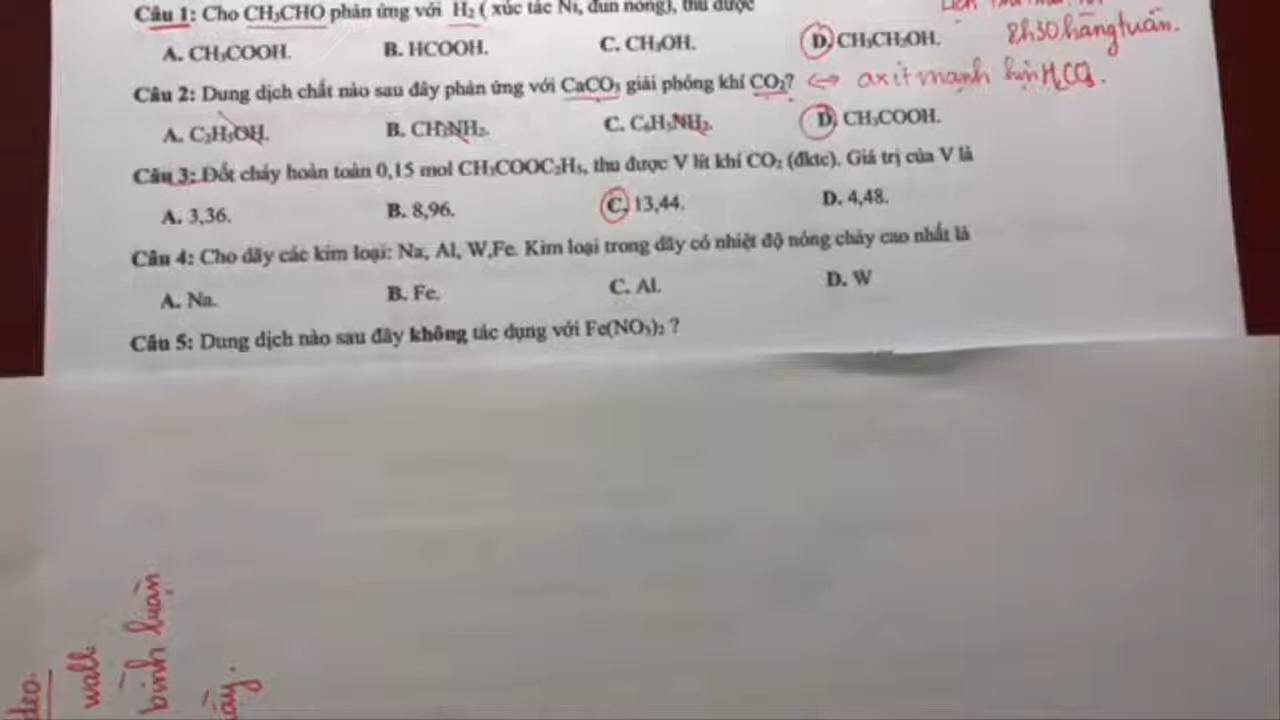 Câu 1: Cho CH₃CHO phản ứng với H₂ ( xúc tác Ni, đun nóng), thu được
A. CH₃COOH. B. HCOOH. C. CH₃OH. D. CH₃CH₂OH.
8h30 hàng tuần.
Câu 2: Dung dịch chất nào sau đây phản ứng với CaCO₃ giải phóng khí CO₂? ⇔ axit mạnh hơn H₂CO₃.
A. C₂H₅OH. B. CH₃NH₂. C. C₆H₅NH₂. D. CH₃COOH.
Câu 3: Đốt cháy hoàn toàn 0,15 mol CH₃COOC₂H₅, thu được V lít khí CO₂ (đktc). Giá trị của V là
A. 3,36. B. 8,96. C. 13,44. D. 4,48.
Câu 4: Cho dãy các kim loại: Na, Al, W,Fe. Kim loại trong dãy có nhiệt độ nóng chảy cao nhất là
A. Na. B. Fe. C. Al. D. W
Câu 5: Dung dịch nào sau đây không tác dụng với Fe(NO₃)₂ ?
wall
bình luận